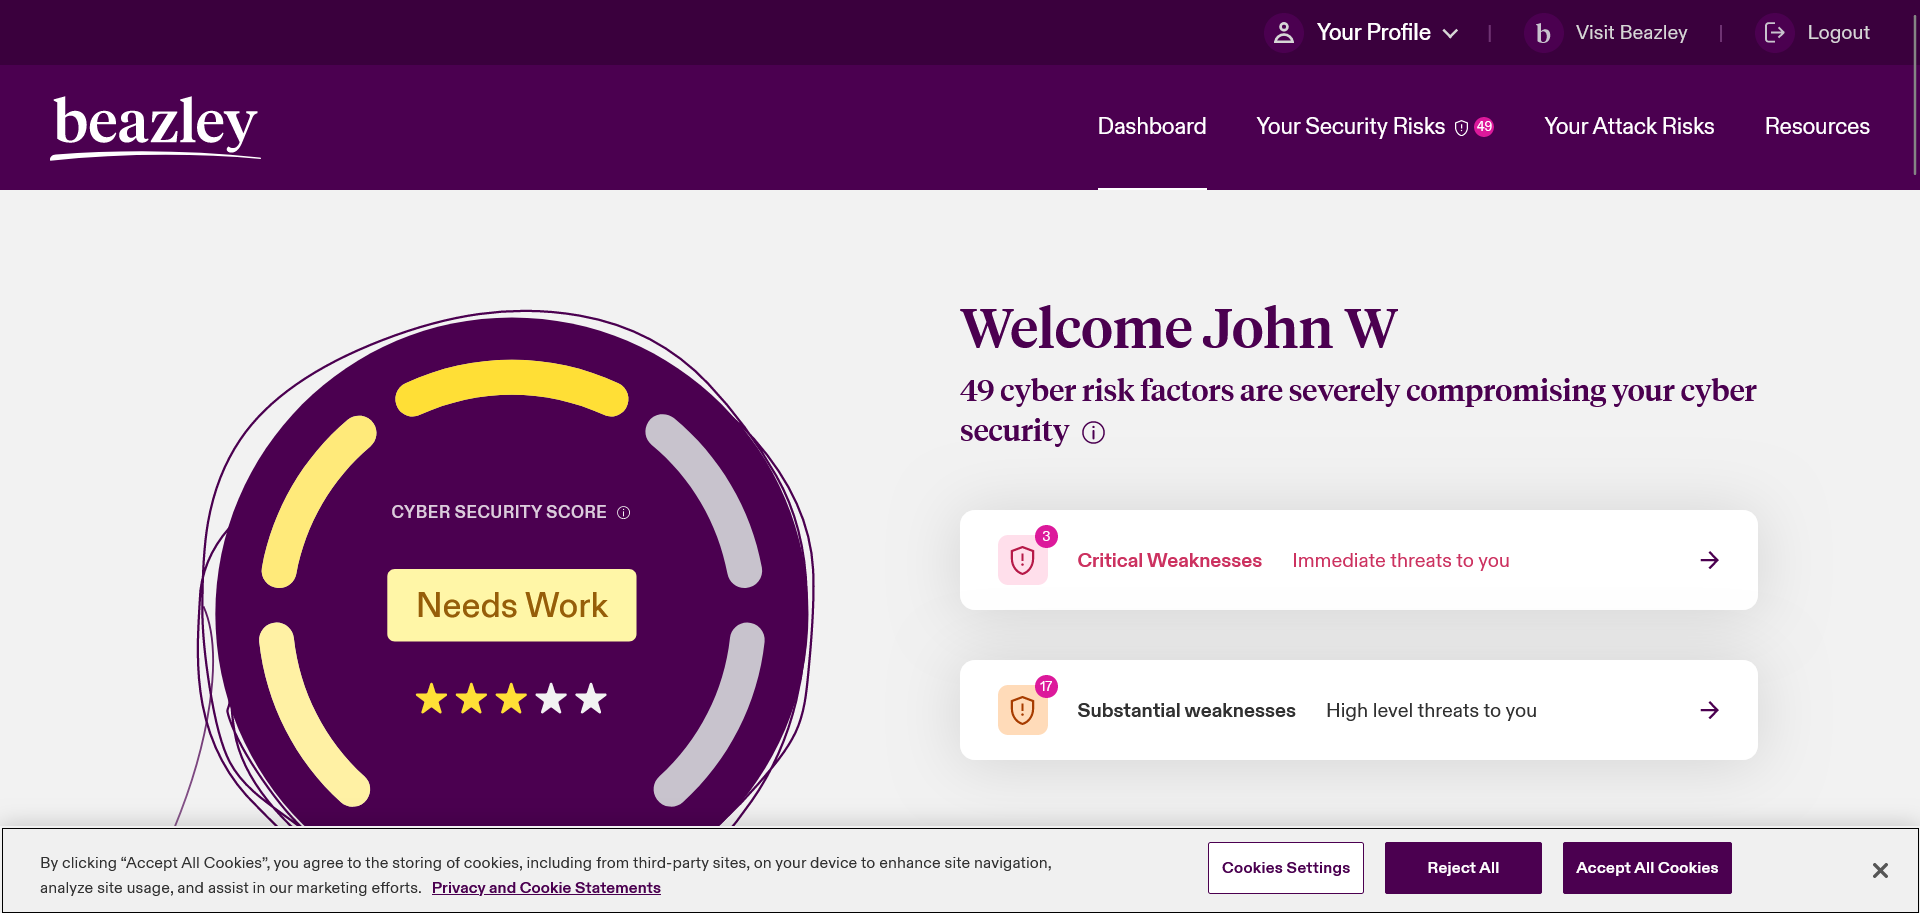 Your Profile
b
Visit Beazley
Logout
beazley
Dashboard
Your Security Risks 49
Your Attack Risks
Resources
CYBER SECURITY SCORE
Needs Work
Welcome John W
49 cyber risk factors are severely compromising your cyber
security
3
Critical Weaknesses
Immediate threats to you
17
Substantial weaknesses
High level threats to you
By clicking “Accept All Cookies”, you agree to the storing of cookies, including from third-party sites, on your device to enhance site navigation,
analyze site usage, and assist in our marketing efforts. Privacy and Cookie Statements
Cookies Settings
Reject All
Accept All Cookies